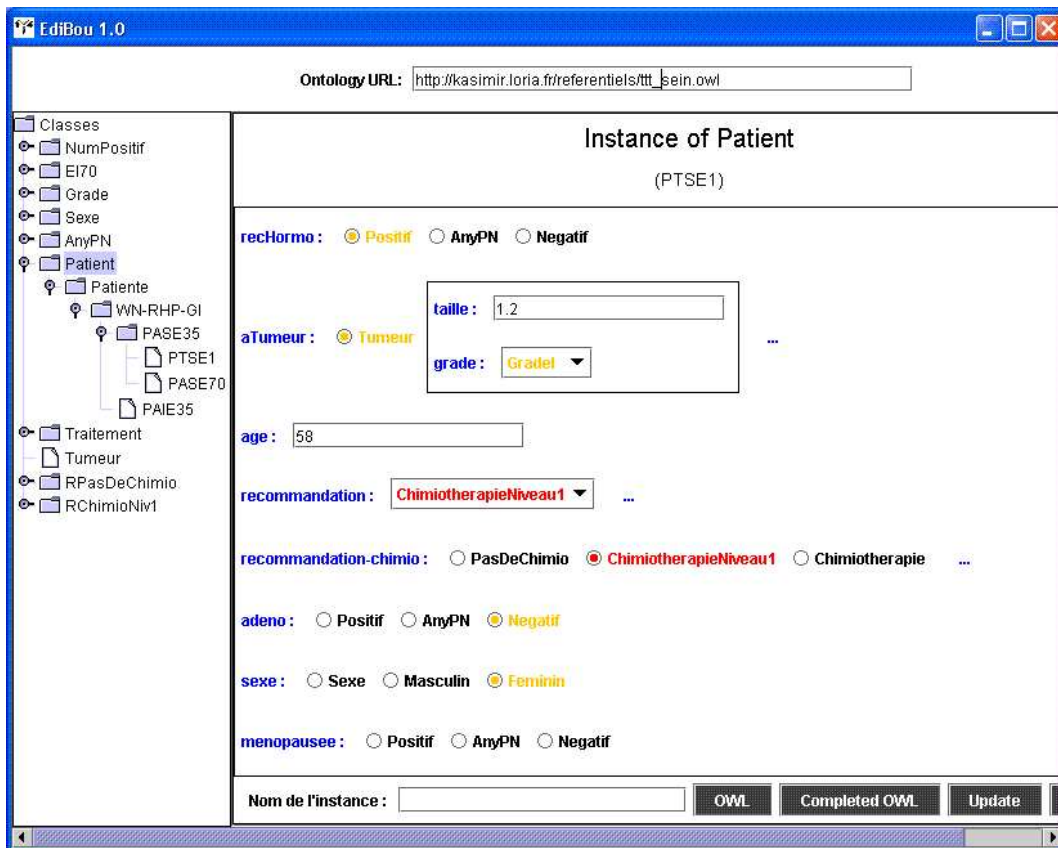 EdiBou 1.0
Ontology URL: http://kasimir.loria.fr/referentiels/ttt_sein.owl
Classes
NumPositif
EI70
Grade
Sexe
AnyPN
Patient
Patiente
WN-RHP-GI
PASE35
PTSE1
PASE70
PAIE35
Traitement
Tumeur
RPasDeChimio
RChimioNiv1
Instance of Patient
(PTSE1)
recHormo : Positif AnyPN Negatif
aTumeur : Tumeur
taille : 1.2
grade : GradeI
...
age : 58
recommandation : ChimiotherapieNiveau1 ...
recommandation-chimio : PasDeChimio ChimiotherapieNiveau1 Chimiotherapie ...
adeno : Positif AnyPN Negatif
sexe : Sexe Masculin Feminin
menopausee : Positif AnyPN Negatif
Nom de l'instance : OWL Completed OWL Update